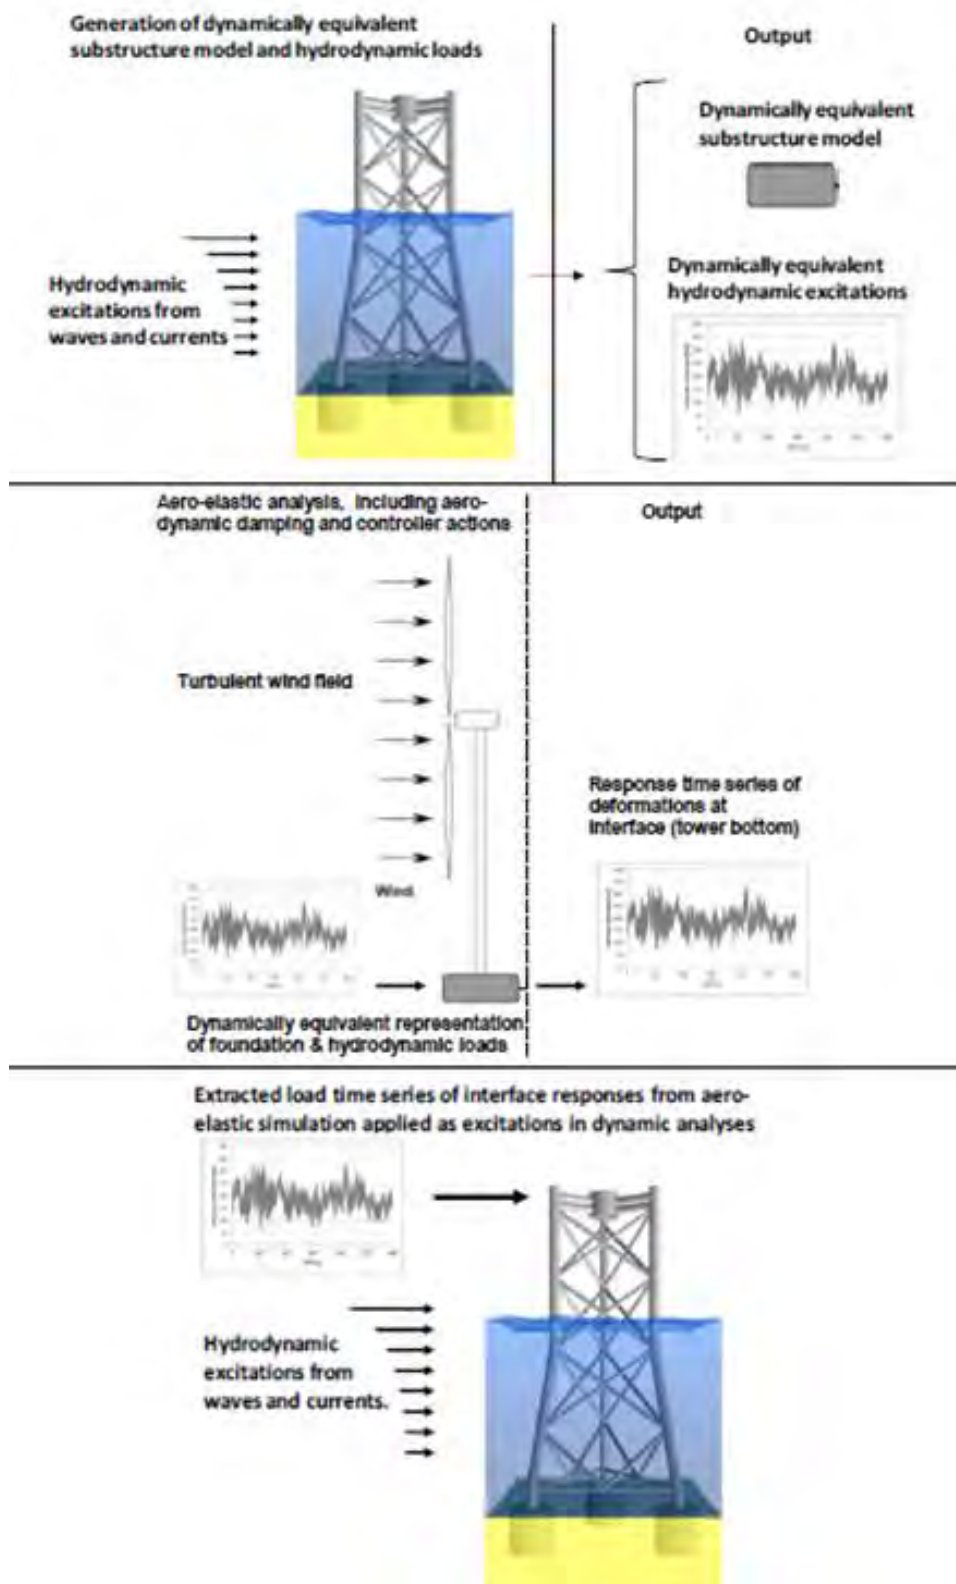 Generation of dynamically equivalent
substructure model and hydrodynamic loads
Output
Dynamically equivalent
substructure model
Hydrodynamic
excitations from
waves and currents
Dynamically equivalent
hydrodynamic excitations
Aero-elastic analysis, including aero-
dynamic damping and controller actions
Output
Turbulent wind field
Response time series of
deformations at
interface (tower bottom)
Wind
Dynamically equivalent representation
of foundation & hydrodynamic loads
Extracted load time series of interface responses from aero-
elastic simulation applied as excitations in dynamic analyses
Hydrodynamic
excitations from
waves and currents.